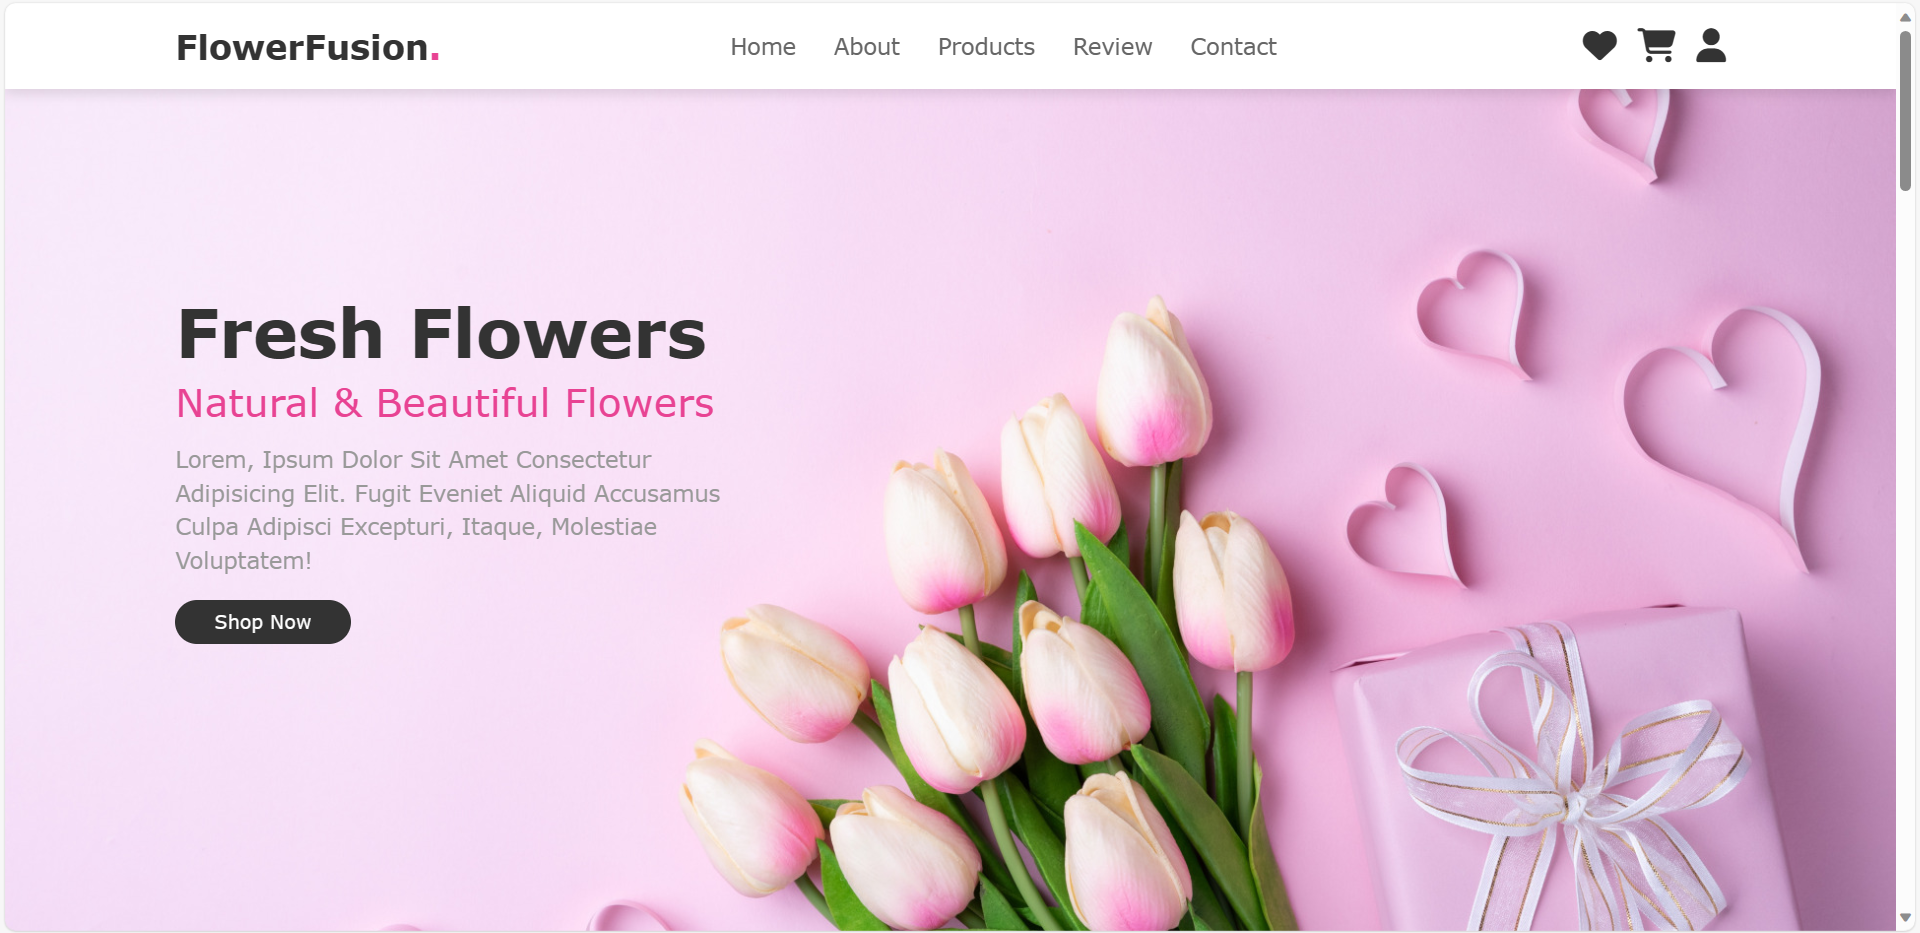 FlowerFusion.
Home About Products Review Contact
Fresh Flowers
Natural & Beautiful Flowers
Lorem, Ipsum Dolor Sit Amet Consectetur
Adipisicing Elit. Fugit Eveniet Aliquid Accusamus
Culpa Adipisci Excepturi, Itaque, Molestiae
Voluptatem!
Shop Now